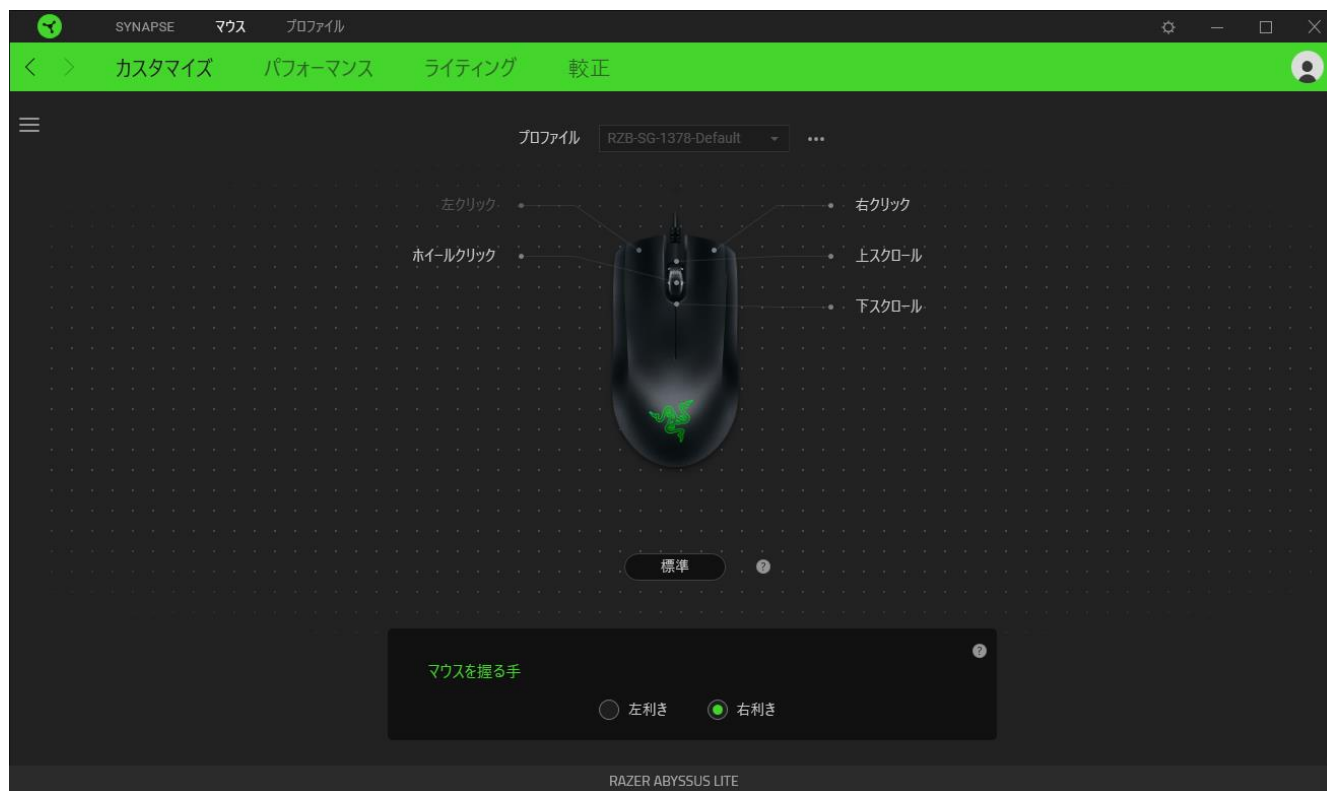 SYNAPSE マウス プロファイル
カスタマイズ パフォーマンス ライティング 較正
プロファイル RZB-SG-1378-Default
左クリック 右クリック
ホイールクリック 上スクロール
下スクロール
標準 ?
?
マウスを握る手
左利き 右利き
RAZER ABYSSUS LITE